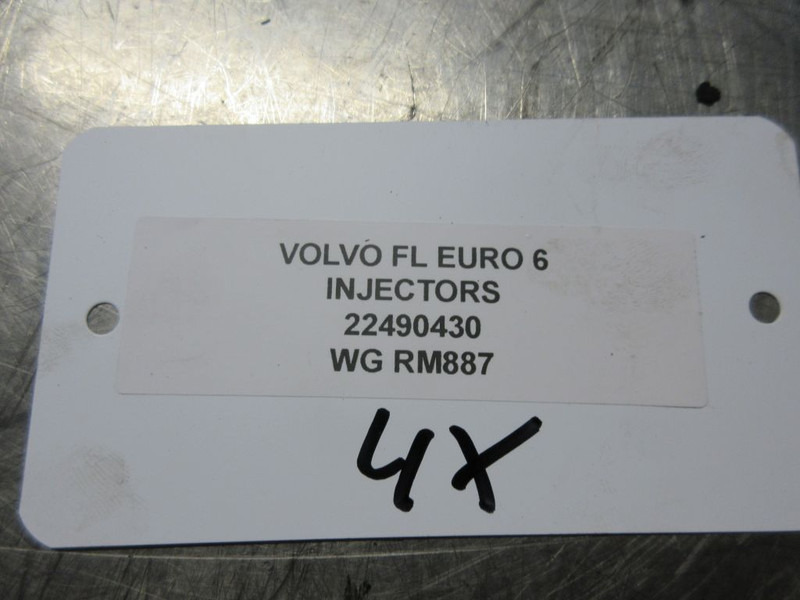 VOLVO FL EURO 6
INJECTORS
22490430
WG RM887
4X